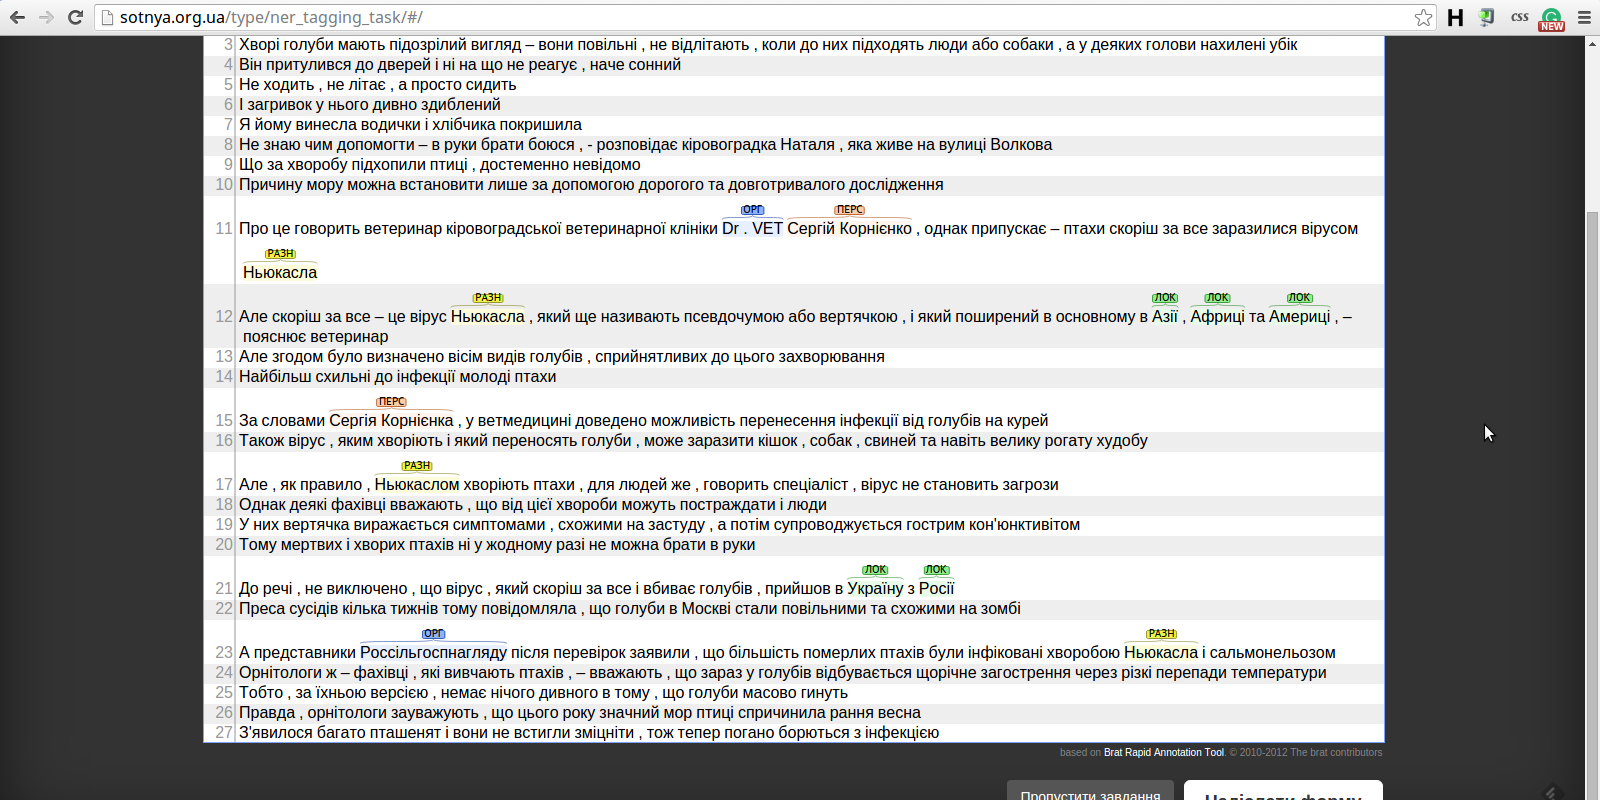 sotnya.org.ua/type/ner_tagging_task/#/
H
css
NEW
3 Хворі голуби мають підозрілий вигляд – вони повільні , не відлітають , коли до них підходять люди або собаки , а у деяких голови нахилені убік
4 Він притулився до дверей і ні на що не реагує , наче сонний
5 Не ходить , не літає , а просто сидить
6 І загривок у нього дивно здиблений
7 Я йому винесла водички і хлібчика покришила
8 Не знаю чим допомогти – в руки брати боюся , - розповідає кіровоградка Наталя , яка живе на вулиці Волкова
9 Що за хворобу підхопили птиці , достеменно невідомо
10 Причину мору можна встановити лише за допомогою дорогого та довготривалого дослідження
ОРГ ПЕРС
11 Про це говорить ветеринар кіровоградської ветеринарної клініки Dr . VET Сергій Корнієнко , однак припускає – птахи скоріш за все заразилися вірусом
РАЗН
Ньюкасла
РАЗН ЛОК ЛОК ЛОК
12 Але скоріш за все – це вірус Ньюкасла , який ще називають псевдочумою або вертячкою , і який поширений в основному в Азії , Африці та Америці , –
пояснює ветеринар
13 Але згодом було визначено вісім видів голубів , сприйнятливих до цього захворювання
14 Найбільш схильні до інфекції молоді птахи
ПЕРС
15 За словами Сергія Корнієнка , у ветмедицині доведено можливість перенесення інфекції від голубів на курей
16 Також вірус , яким хворіють і який переносять голуби , може заразити кішок , собак , свиней та навіть велику рогату худобу
РАЗН
17 Але , як правило , Ньюкаслом хворіють птахи , для людей же , говорить спеціаліст , вірус не становить загрози
18 Однак деякі фахівці вважають , що від цієї хвороби можуть постраждати і люди
19 У них вертячка виражається симптомами , схожими на застуду , а потім супроводжується гострим кон'юнктивітом
20 Тому мертвих і хворих птахів ні у жодному разі не можна брати в руки
ЛОК ЛОК
21 До речі , не виключено , що вірус , який скоріш за все і вбиває голубів , прийшов в Україну з Росії
22 Преса сусідів кілька тижнів тому повідомляла , що голуби в Москві стали повільними та схожими на зомбі
ОРГ РАЗН
23 А представники Россільгоспнагляду після перевірок заявили , що більшість померлих птахів були інфіковані хворобою Ньюкасла і сальмонельозом
24 Орнітологи ж – фахівці , які вивчають птахів , – вважають , що зараз у голубів відбувається щорічне загострення через різкі перепади температури
25 Тобто , за їхньою версією , немає нічого дивного в тому , що голуби масово гинуть
26 Правда , орнітологи зауважують , що цього року значний мор птиці спричинила рання весна
27 З'явилося багато пташенят і вони не встигли зміцніти , тож тепер погано борються з інфекцією
based on Brat Rapid Annotation Tool. © 2010-2012 The brat contributors
Пропустити завдання
Надіслати форму